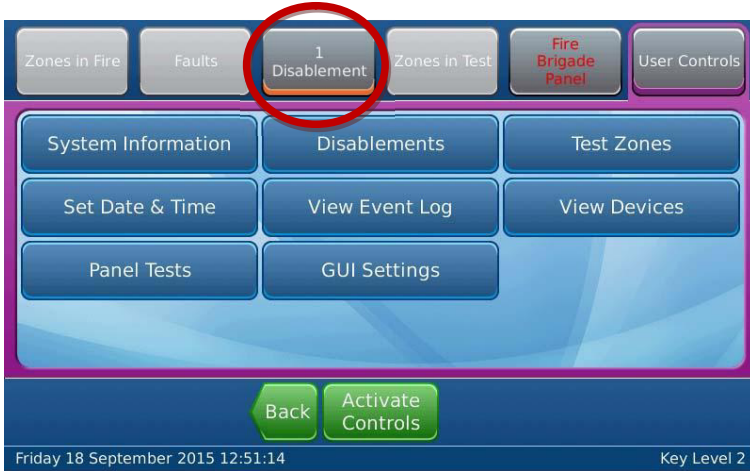 Zones in Fire
Faults
1
Disablement
Zones in Test
Fire
Brigade
Panel
User Controls
System Information
Disablements
Test Zones
Set Date & Time
View Event Log
View Devices
Panel Tests
GUI Settings
Back
Activate
Controls
Friday 18 September 2015 12:51:14
Key Level 2